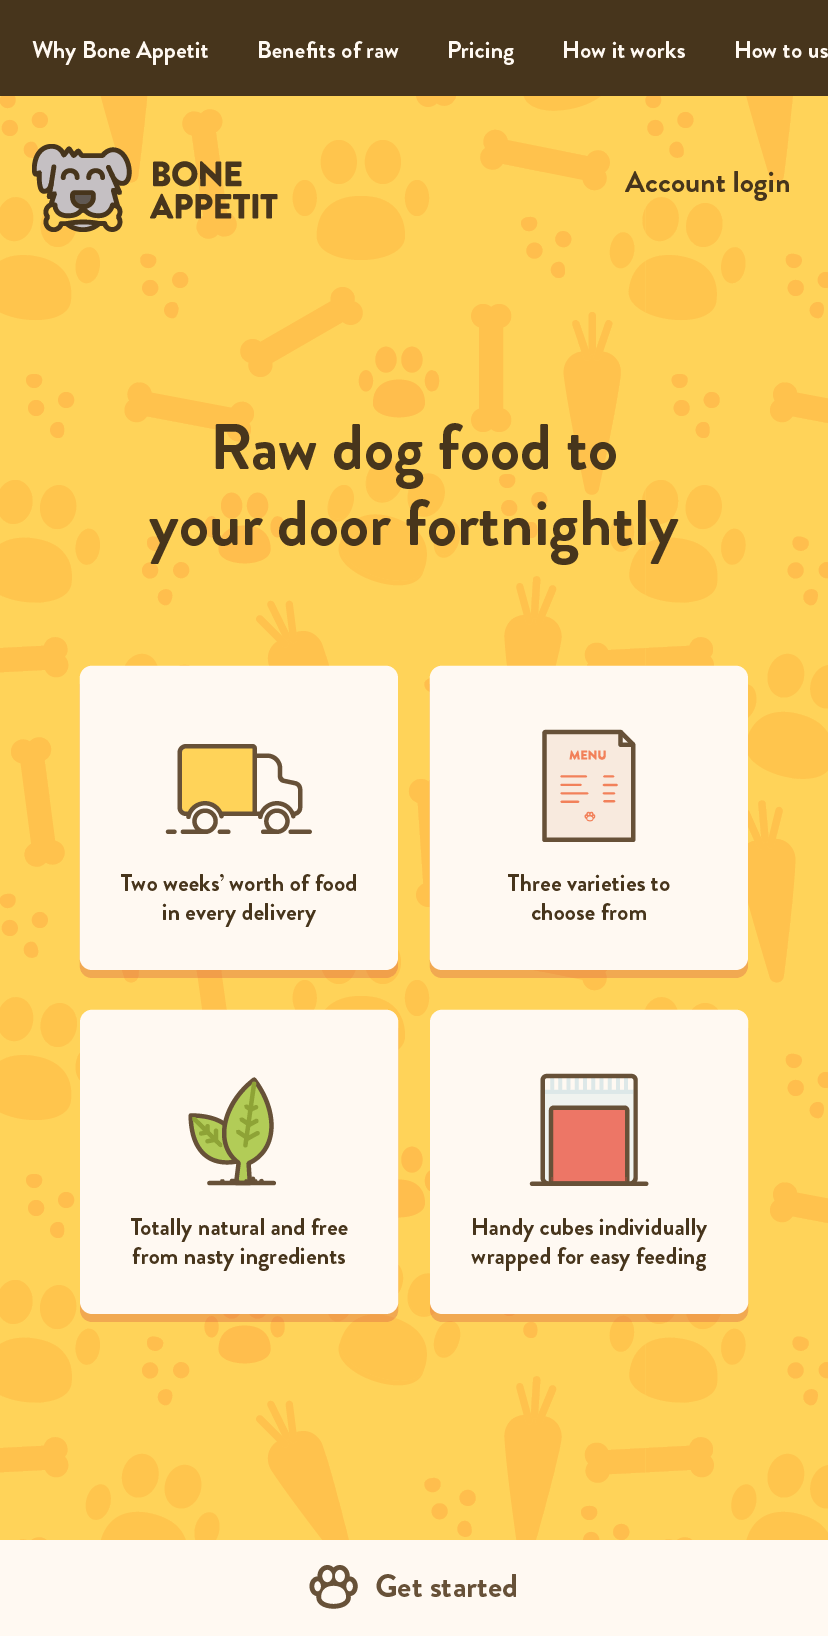 Why Bone Appetit Benefits of raw Pricing How it works How to us
BONE
APPETIT
Account login
Raw dog food to
your door fortnightly
Two weeks’ worth of food
in every delivery
MENU
Three varieties to
choose from
Totally natural and free
from nasty ingredients
Handy cubes individually
wrapped for easy feeding
Get started